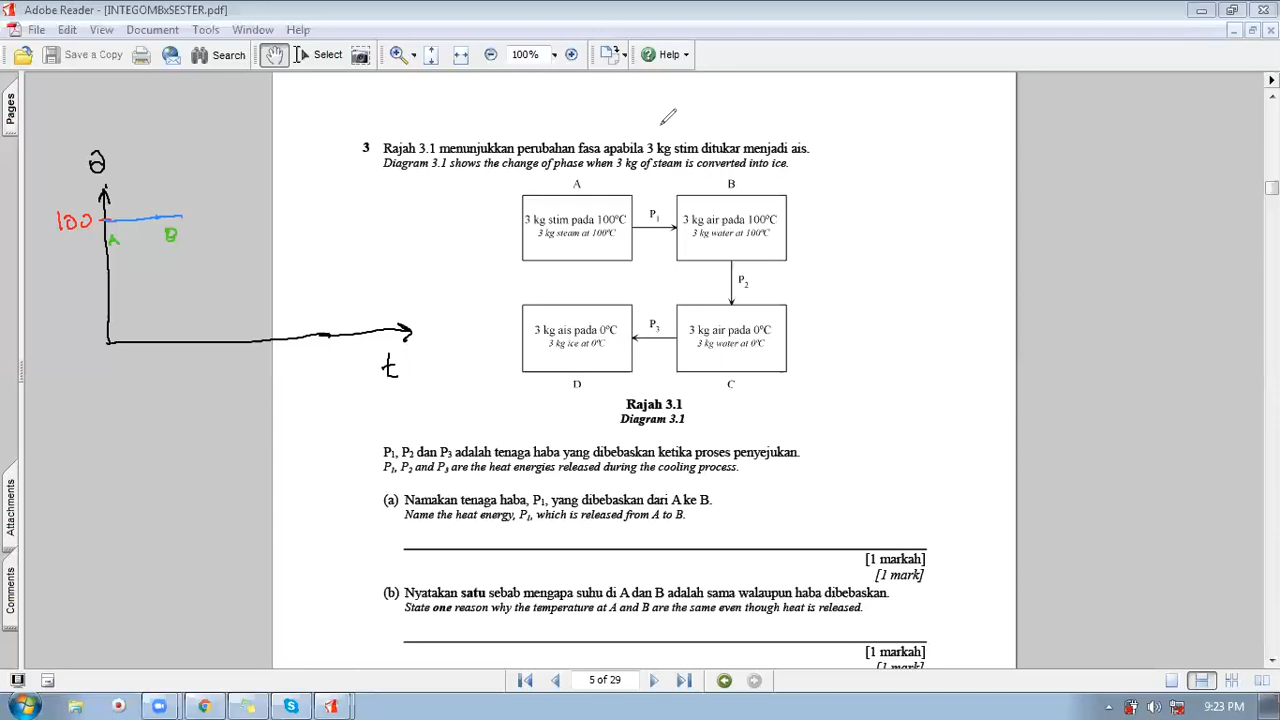 Adobe Reader - [INTEGOMBxSESTER.pdf]
File Edit View Document Tools Window Help
Save a Copy Search Select 100% Help
Pages
Attachments
Comments
θ
100
A B
t
3 Rajah 3.1 menunjukkan perubahan fasa apabila 3 kg stim ditukar menjadi ais.
Diagram 3.1 shows the change of phase when 3 kg of steam is converted into ice.
A B
3 kg stim pada 100°C P1 3 kg air pada 100°C
3 kg steam at 100°C 3 kg water at 100°C
P2
3 kg ais pada 0°C P3 3 kg air pada 0°C
3 kg ice at 0°C 3 kg water at 0°C
D C
Rajah 3.1
Diagram 3.1
P1, P2 dan P3 adalah tenaga haba yang dibebaskan ketika proses penyejukan.
P1, P2 and P3 are the heat energies released during the cooling process.
(a) Namakan tenaga haba, P1, yang dibebaskan dari A ke B.
Name the heat energy, P1, which is released from A to B.
[1 markah]
[1 mark]
(b) Nyatakan satu sebab mengapa suhu di A dan B adalah sama walaupun haba dibebaskan.
State one reason why the temperature at A and B are the same even though heat is released.
[1 markah]
[1 mark]
5 of 29
9:23 PM